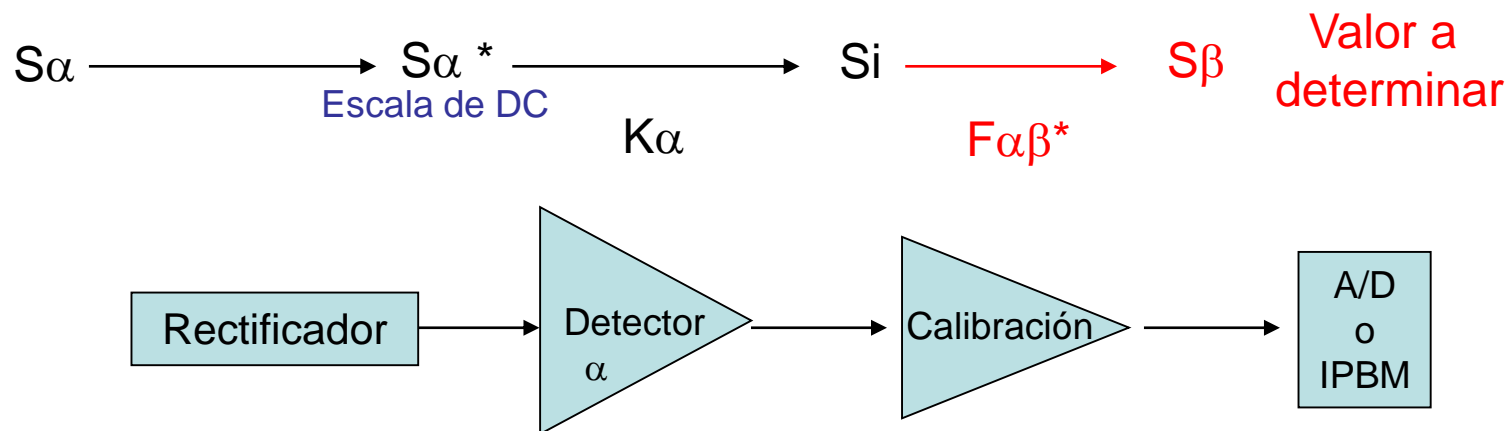 Sα
Sα *
Escala de DC
Kα
Si
Fαβ*
Sβ
Valor a
determinar
Rectificador
Detector
α
Calibración
A/D
o
IPBM